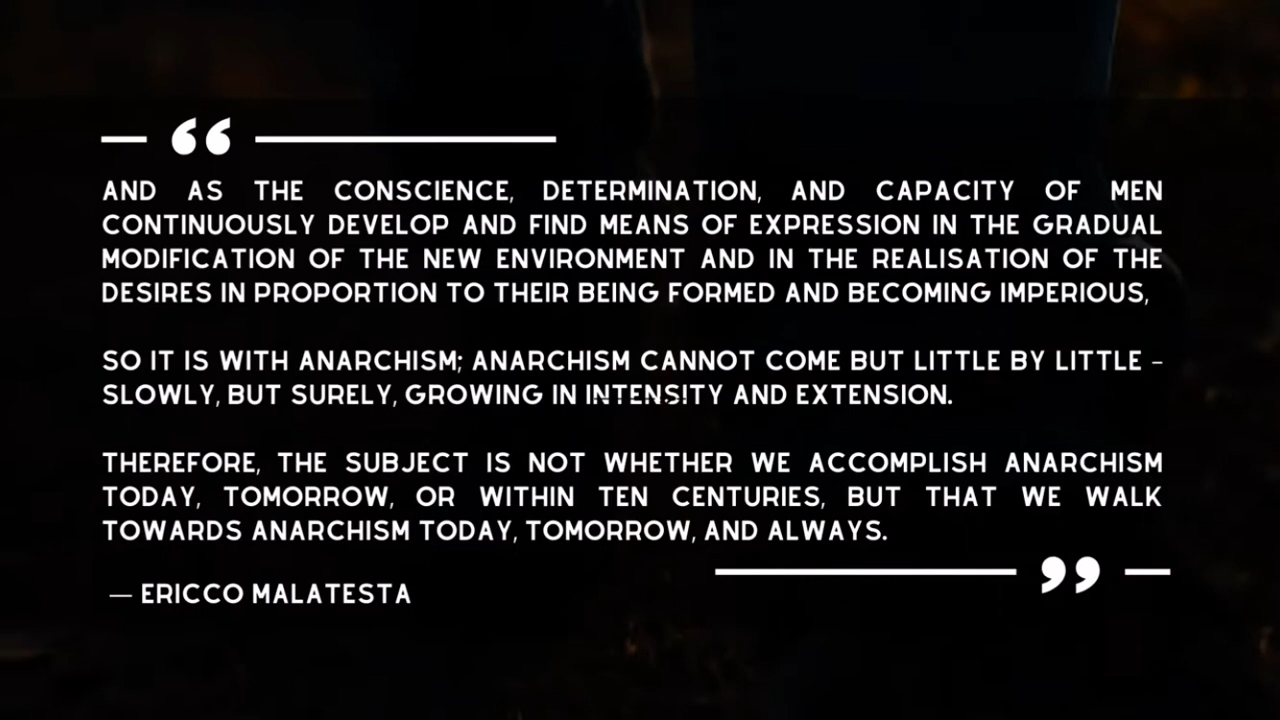 “
AND AS THE CONSCIENCE, DETERMINATION, AND CAPACITY OF MEN
CONTINUOUSLY DEVELOP AND FIND MEANS OF EXPRESSION IN THE GRADUAL
MODIFICATION OF THE NEW ENVIRONMENT AND IN THE REALISATION OF THE
DESIRES IN PROPORTION TO THEIR BEING FORMED AND BECOMING IMPERIOUS,
SO IT IS WITH ANARCHISM; ANARCHISM CANNOT COME BUT LITTLE BY LITTLE –
SLOWLY, BUT SURELY, GROWING IN INTENSITY AND EXTENSION.
THEREFORE, THE SUBJECT IS NOT WHETHER WE ACCOMPLISH ANARCHISM
TODAY, TOMORROW, OR WITHIN TEN CENTURIES, BUT THAT WE WALK
TOWARDS ANARCHISM TODAY, TOMORROW, AND ALWAYS.
”
— ERICCO MALATESTA